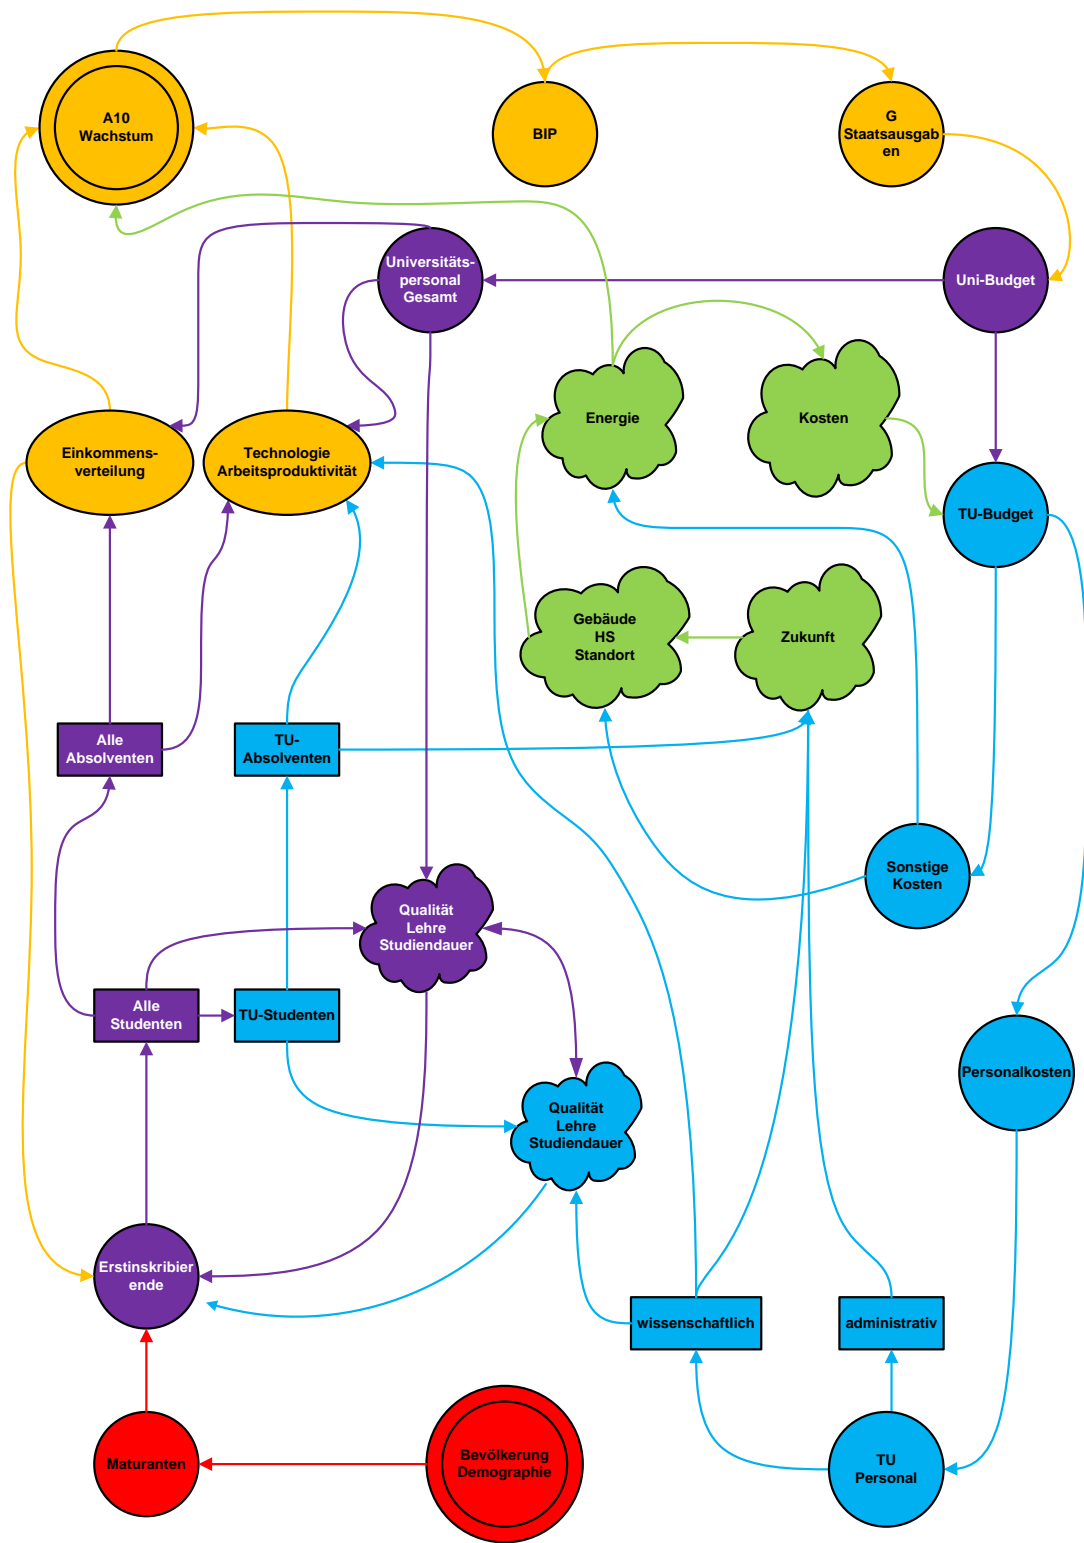 A10
Wachstum
BIP
G
Staatsausgab
en
Universitäts-
personal
Gesamt
Uni-Budget
Energie
Kosten
Einkommens-
verteilung
Technologie
Arbeitsproduktivität
TU-Budget
Gebäude
HS
Standort
Zukunft
Alle
Absolventen
TU-
Absolventen
Sonstige
Kosten
Qualität
Lehre
Studiendauer
Alle
Studenten
TU-Studenten
Personalkosten
Qualität
Lehre
Studiendauer
Erstinskribier
ende
wissenschaftlich
administrativ
Maturanten
Bevölkerung
Demographie
TU
Personal